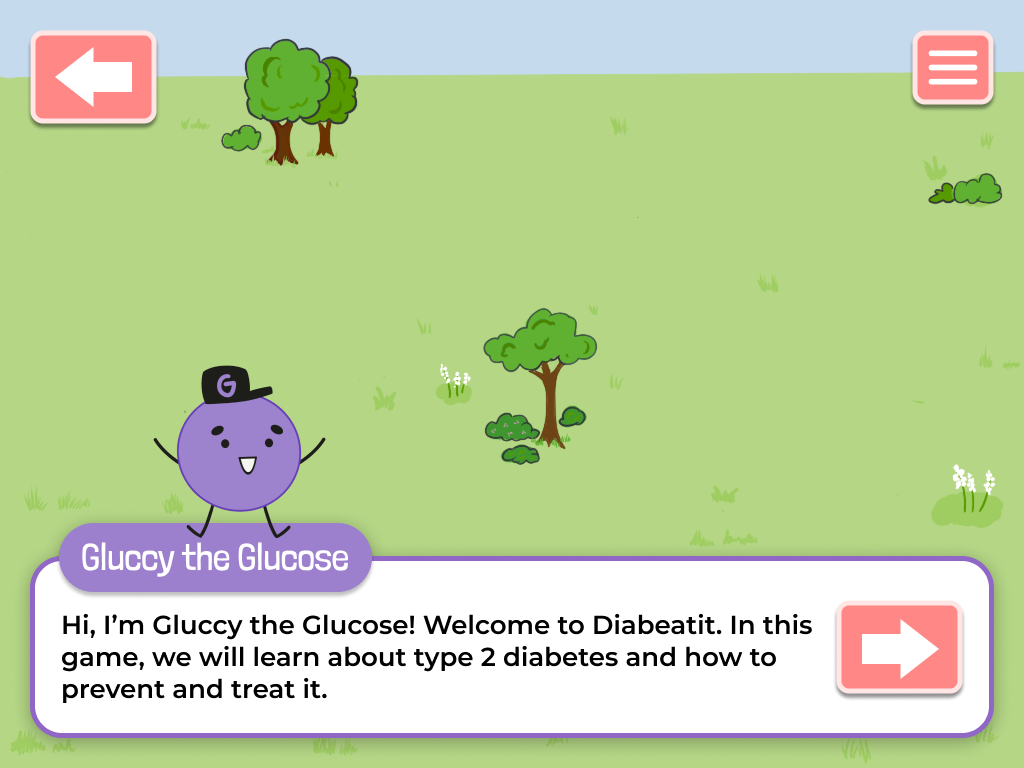 G
Gluccy the Glucose
Hi, I’m Gluccy the Glucose! Welcome to Diabeatit. In this
game, we will learn about type 2 diabetes and how to
prevent and treat it.